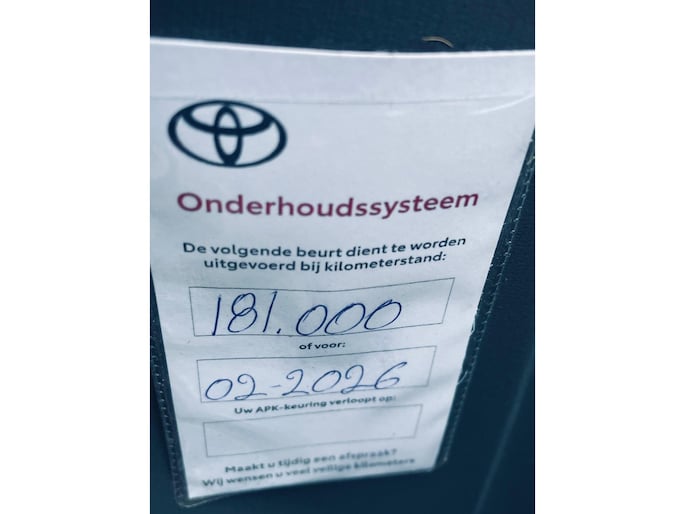 Onderhoudssysteem
De volgende beurt dient te worden
uitgevoerd bij kilometerstand:
181.000
of voor:
02-2026
Uw APK-keuring verloopt op:
Maakt u tijdig een afspraak?
Wij wensen u veel veilige kilometers